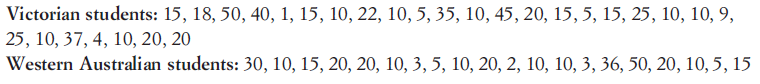 Victorian students: 15, 18, 50, 40, 1, 15, 10, 22, 10, 5, 35, 10, 45, 20, 15, 5, 15, 25, 10, 10, 9,
25, 10, 37, 4, 10, 20, 20
Western Australian students: 30, 10, 15, 20, 20, 10, 3, 5, 10, 20, 2, 10, 10, 3, 36, 50, 20, 10, 5, 15